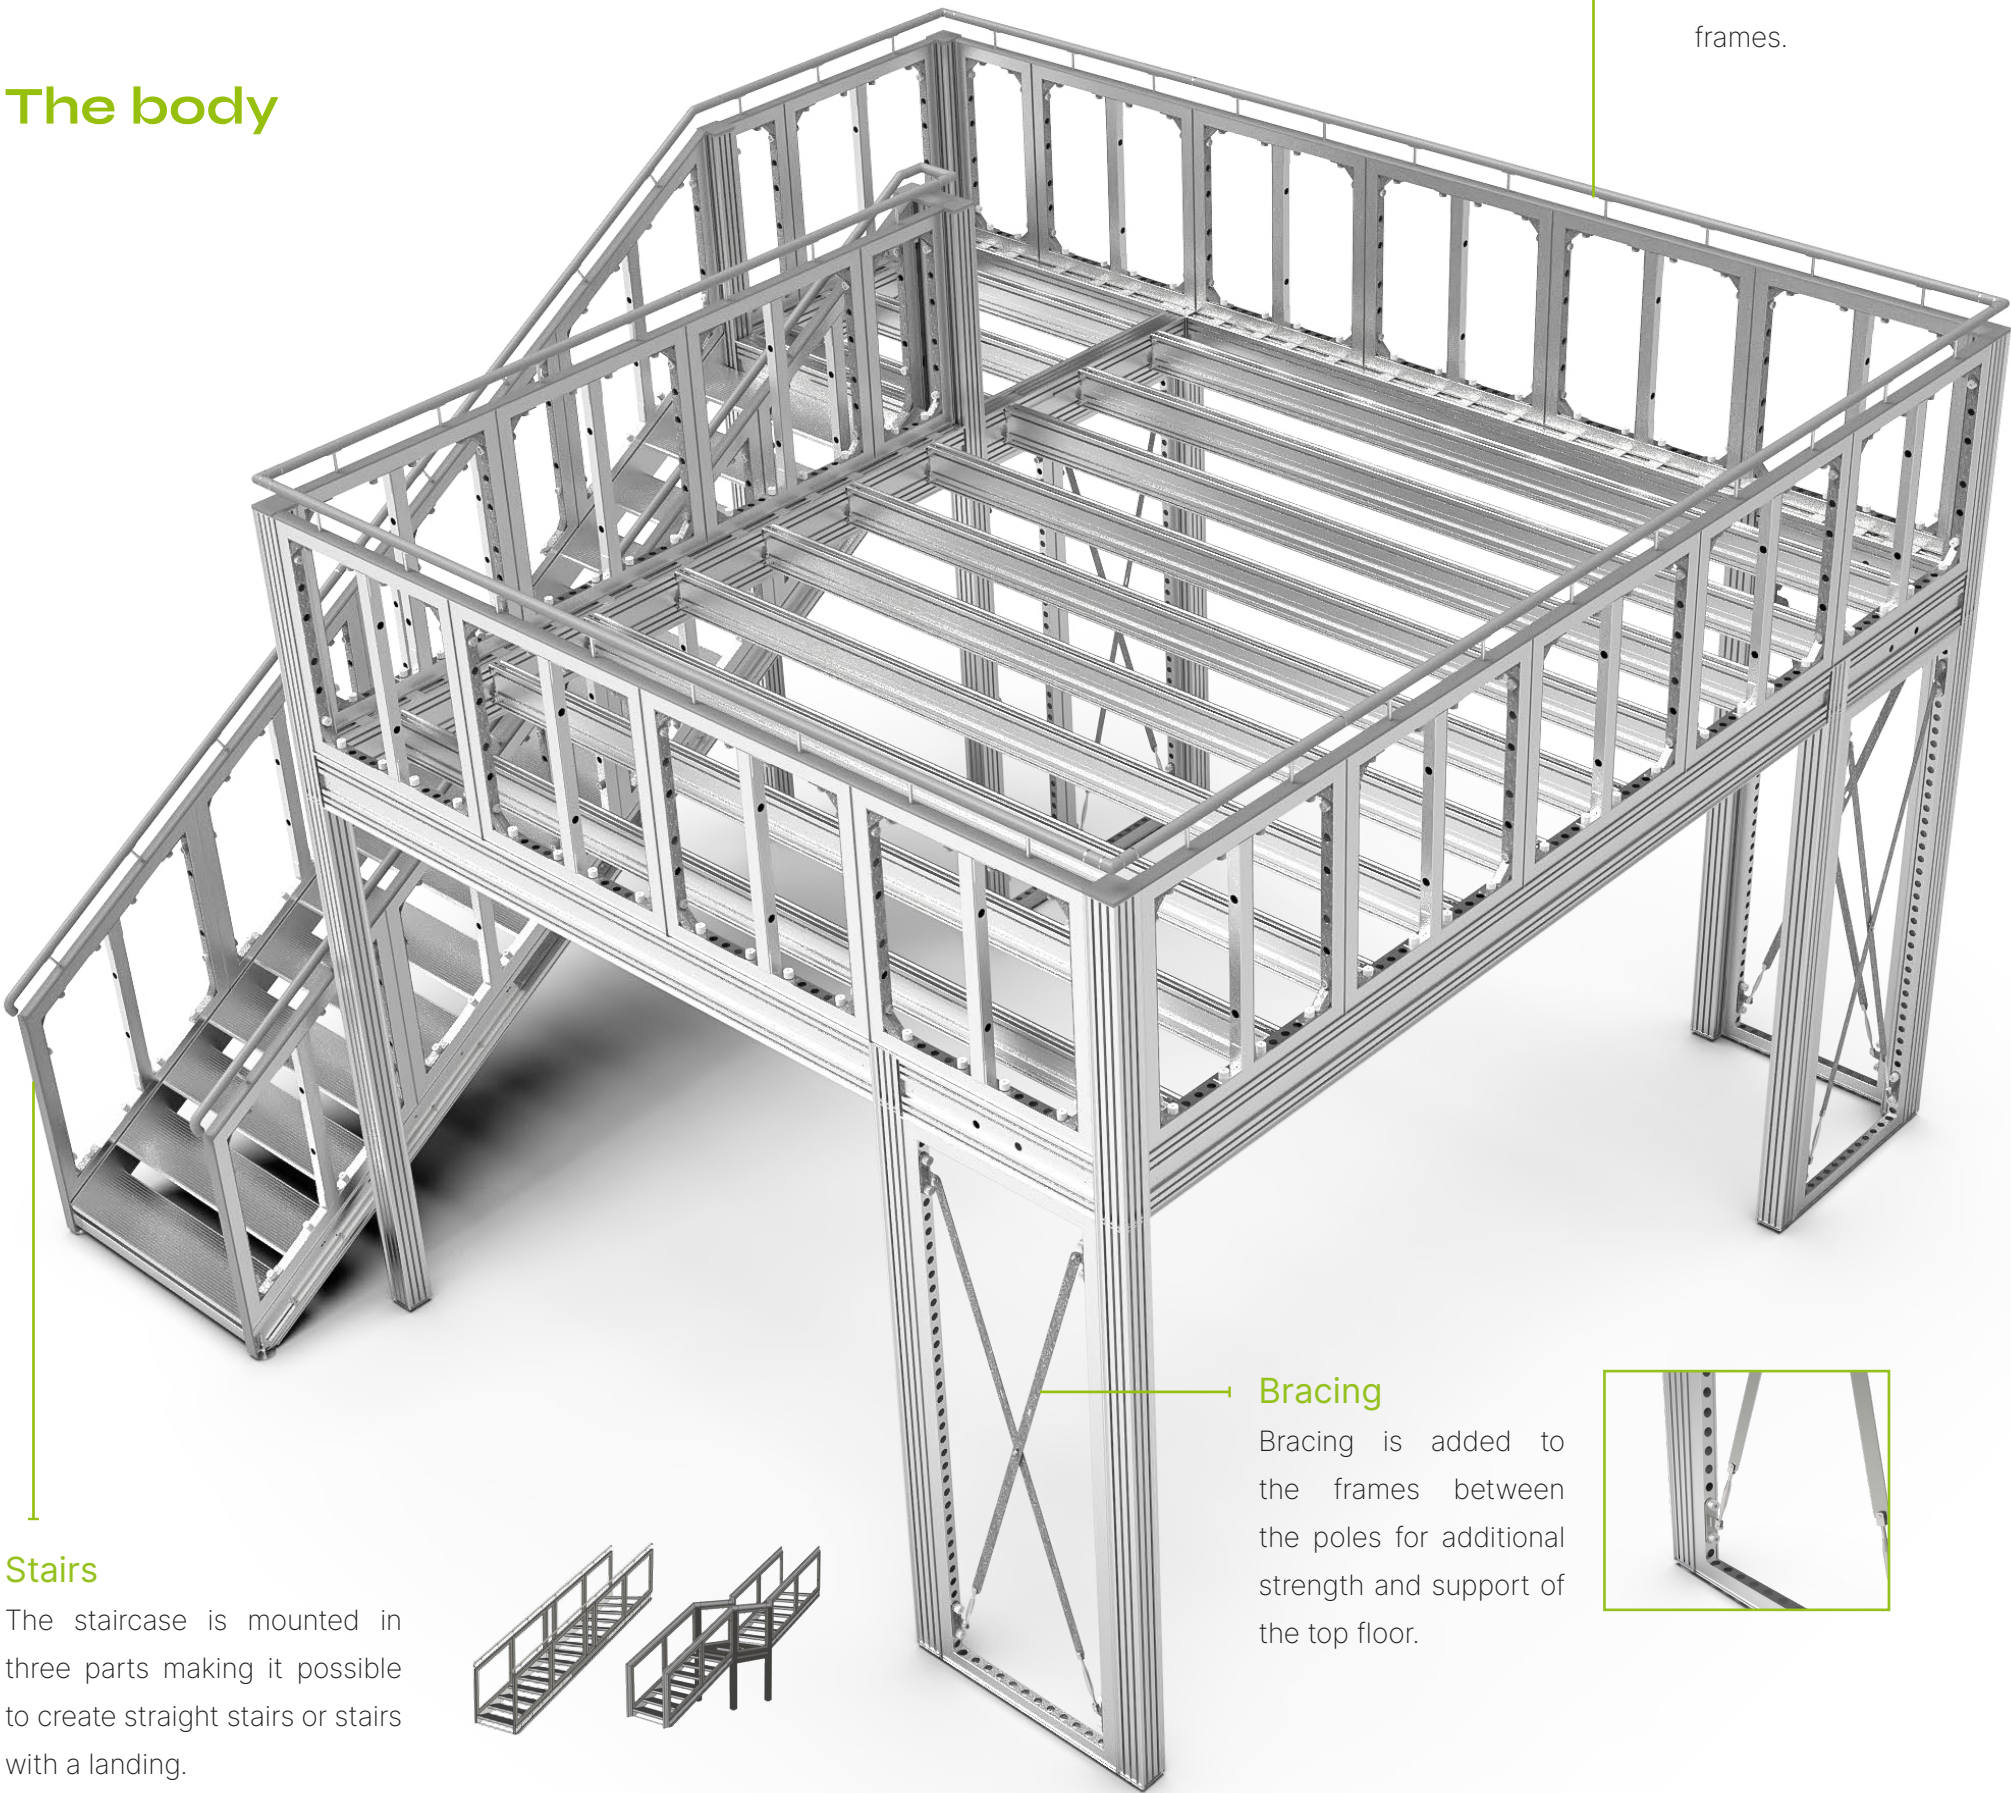 frames.
The body
Bracing
Bracing is added to
the frames between
the poles for additional
strength and support of
the top floor.
Stairs
The staircase is mounted in
three parts making it possible
to create straight stairs or stairs
with a landing.